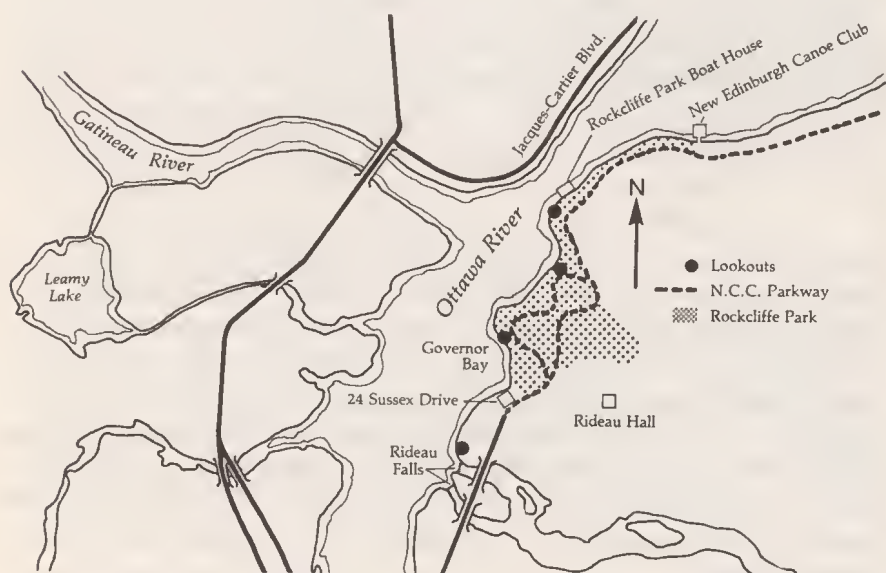 Jacques-Cartier Blvd.
Rockcliffe Park Boat House
New Edinburgh Canoe Club
Gatineau River
Ottawa River
N
Leamy
Lake
Lookouts
N.C.C. Parkway
Rockcliffe Park
Governor
Bay
24 Sussex Drive
Rideau Hall
Rideau
Falls